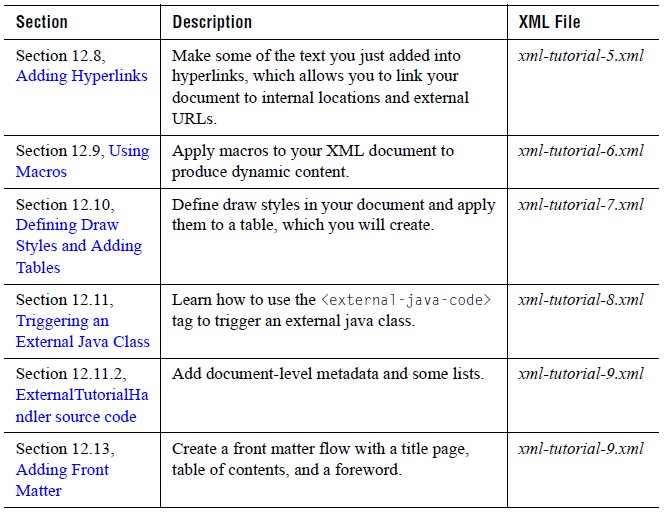 Section Description XML File
Section 12.8, Make some of the text you just added into xml-tutorial-5.xml
Adding Hyperlinks hyperlinks, which allows you to link your
document to internal locations and external
URLs.
Section 12.9, Using Apply macros to your XML document to xml-tutorial-6.xml
Macros produce dynamic content.
Section 12.10, Define draw styles in your document and apply xml-tutorial-7.xml
Defining Draw them to a table, which you will create.
Styles and Adding
Tables
Section 12.11, Learn how to use the <external-java-code> xml-tutorial-8.xml
Triggering an tag to trigger an external java class.
External Java Class
Section 12.11.2, Add document-level metadata and some lists. xml-tutorial-9.xml
ExternalTutorialHa
ndler source code
Section 12.13, Create a front matter flow with a title page, xml-tutorial-9.xml
Adding Front table of contents, and a foreword.
Matter